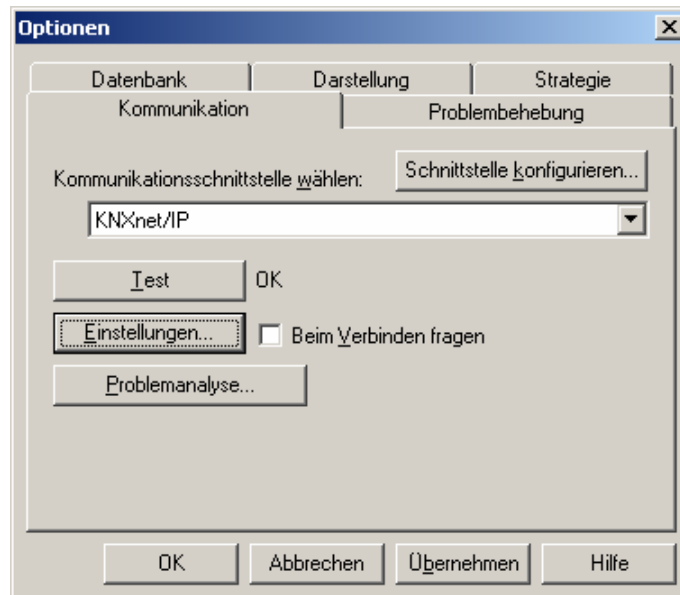 Optionen
Datenbank Darstellung Strategie
Kommunikation Problembehebung
Kommunikationsschnittstelle wählen: Schnittstelle konfigurieren...
KNXnet/IP
Test OK
Einstellungen... Beim Verbinden fragen
Problemanalyse...
OK Abbrechen Übernehmen Hilfe